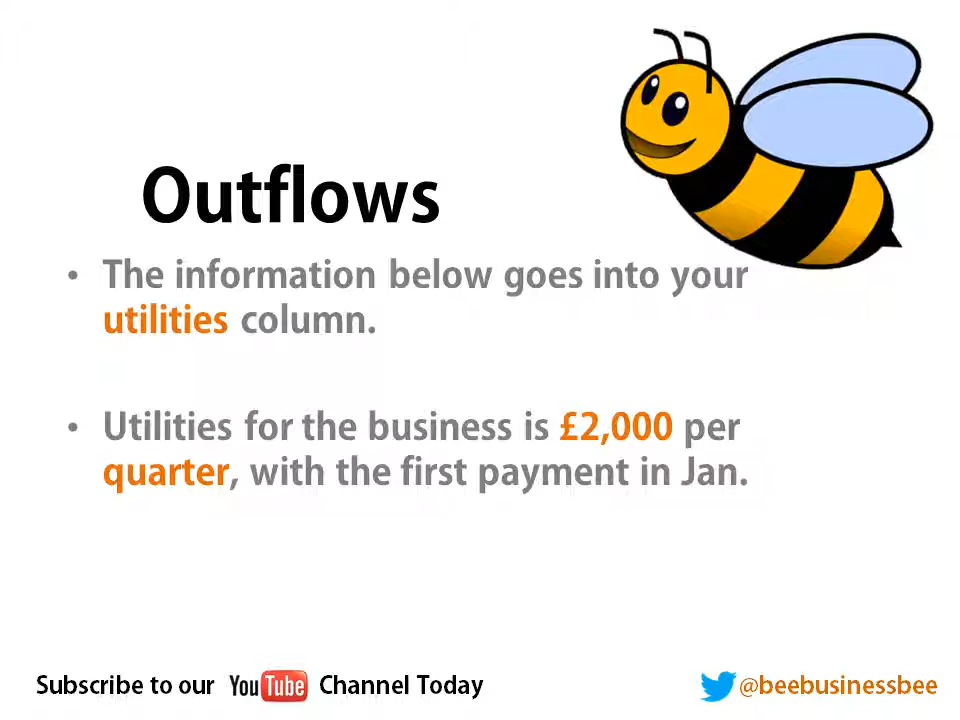 Outflows
• The information below goes into your
utilities column.
• Utilities for the business is £2,000 per
quarter, with the first payment in Jan.
Subscribe to our YouTube Channel Today
@beebusinessbee